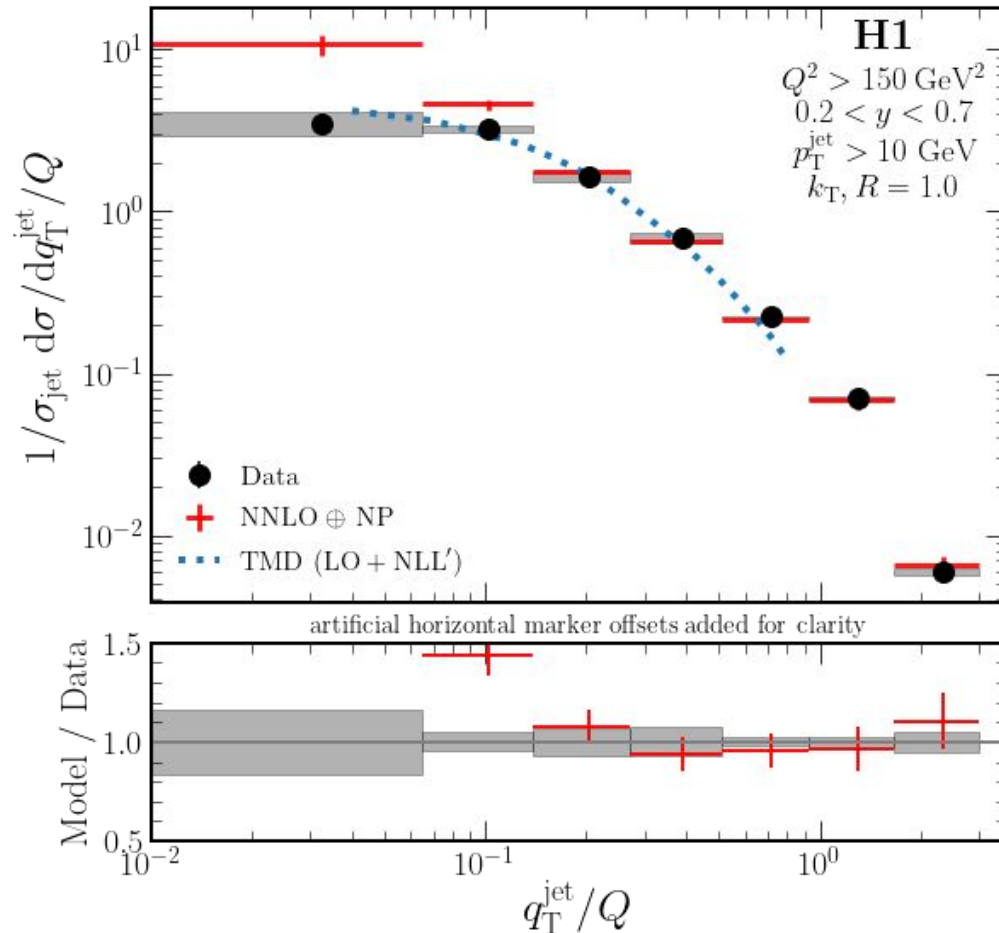 H1
Q² > 150 GeV²
0.2 < y < 0.7
p_T^jet > 10 GeV
k_T, R = 1.0
10¹
10⁰
10⁻¹
10⁻²
1/σ_jet dσ/dq_T^jet/Q
Data
NNLO ⊕ NP
TMD (LO + NLL′)
artificial horizontal marker offsets added for clarity
1.5
1.0
0.5
Model / Data
10⁻² 10⁻¹ 10⁰
q_T^jet/Q